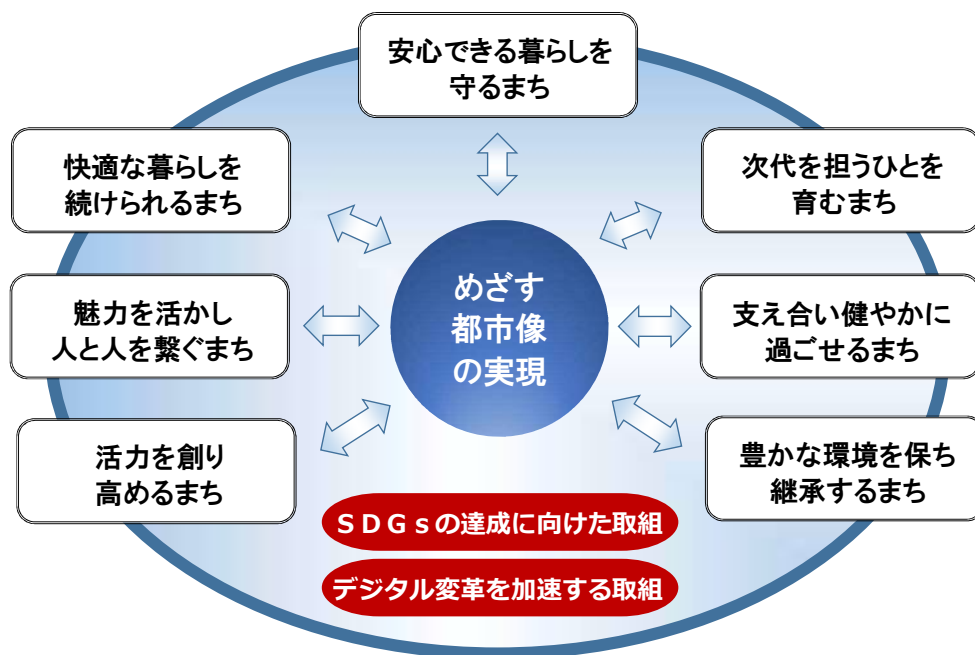 安心できる暮らしを
守るまち
快適な暮らしを
続けられるまち
次代を担うひとを
育むまち
めざす
都市像
の実現
魅力を活かし
人と人を繋ぐまち
支え合い健やかに
過ごせるまち
活力を創り
高めるまち
豊かな環境を保ち
継承するまち
ＳＤＧｓの達成に向けた取組
デジタル変革を加速する取組